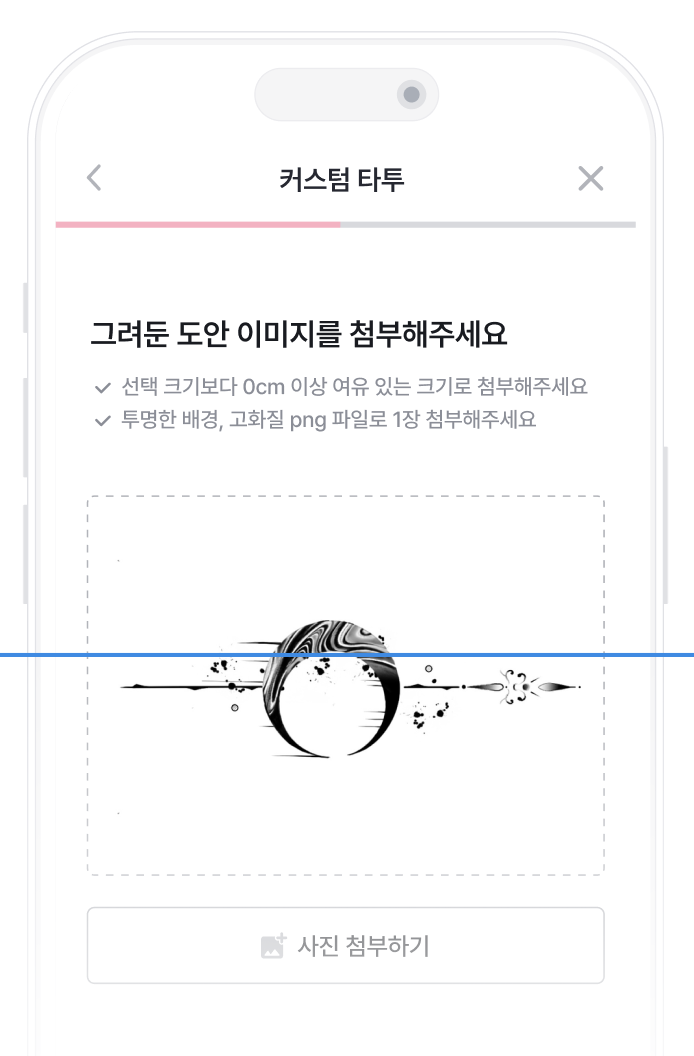 커스텀 타투
그려둔 도안 이미지를 첨부해주세요
선택 크기보다 0cm 이상 여유 있는 크기로 첨부해주세요
투명한 배경, 고화질 png 파일로 1장 첨부해주세요
사진 첨부하기